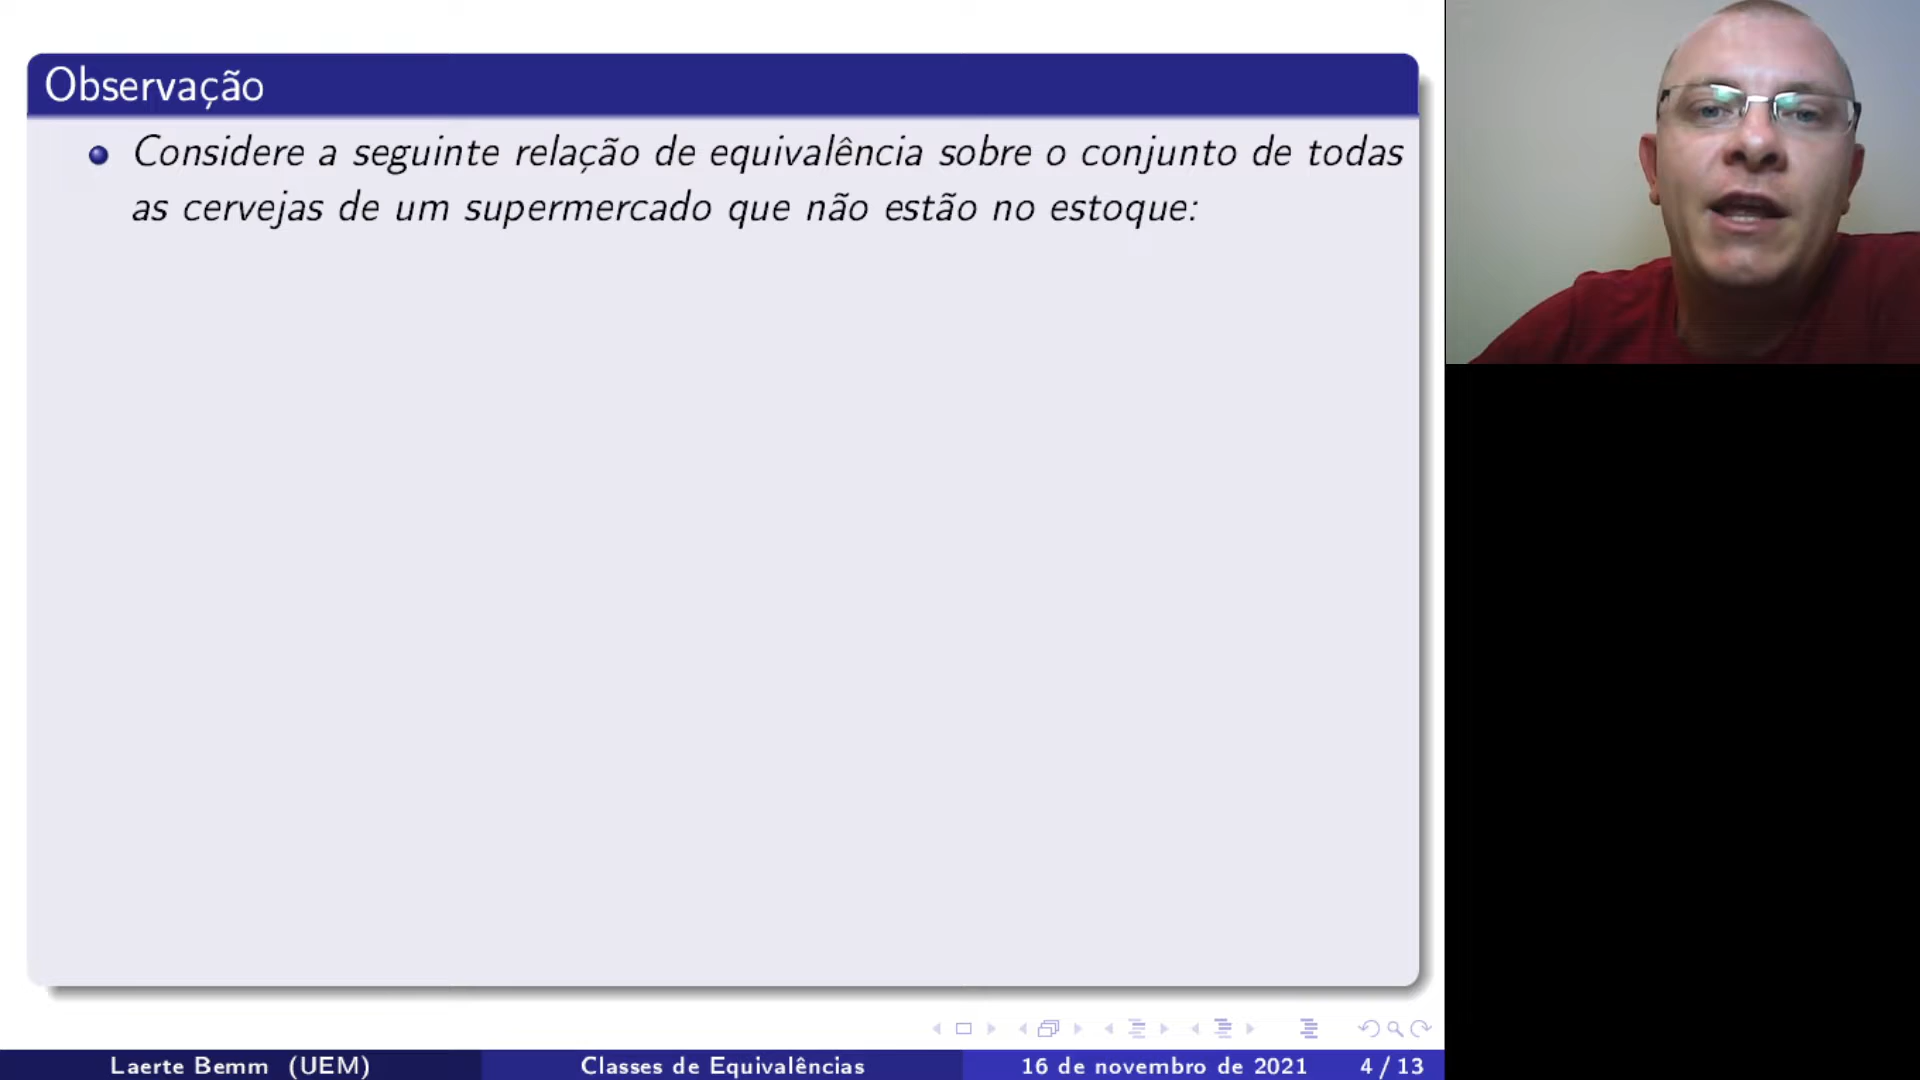 Observação
Considere a seguinte relação de equivalência sobre o conjunto de todas
as cervejas de um supermercado que não estão no estoque:
Laerte Bemm (UEM) Classes de Equivalências 16 de novembro de 2021 4 / 13